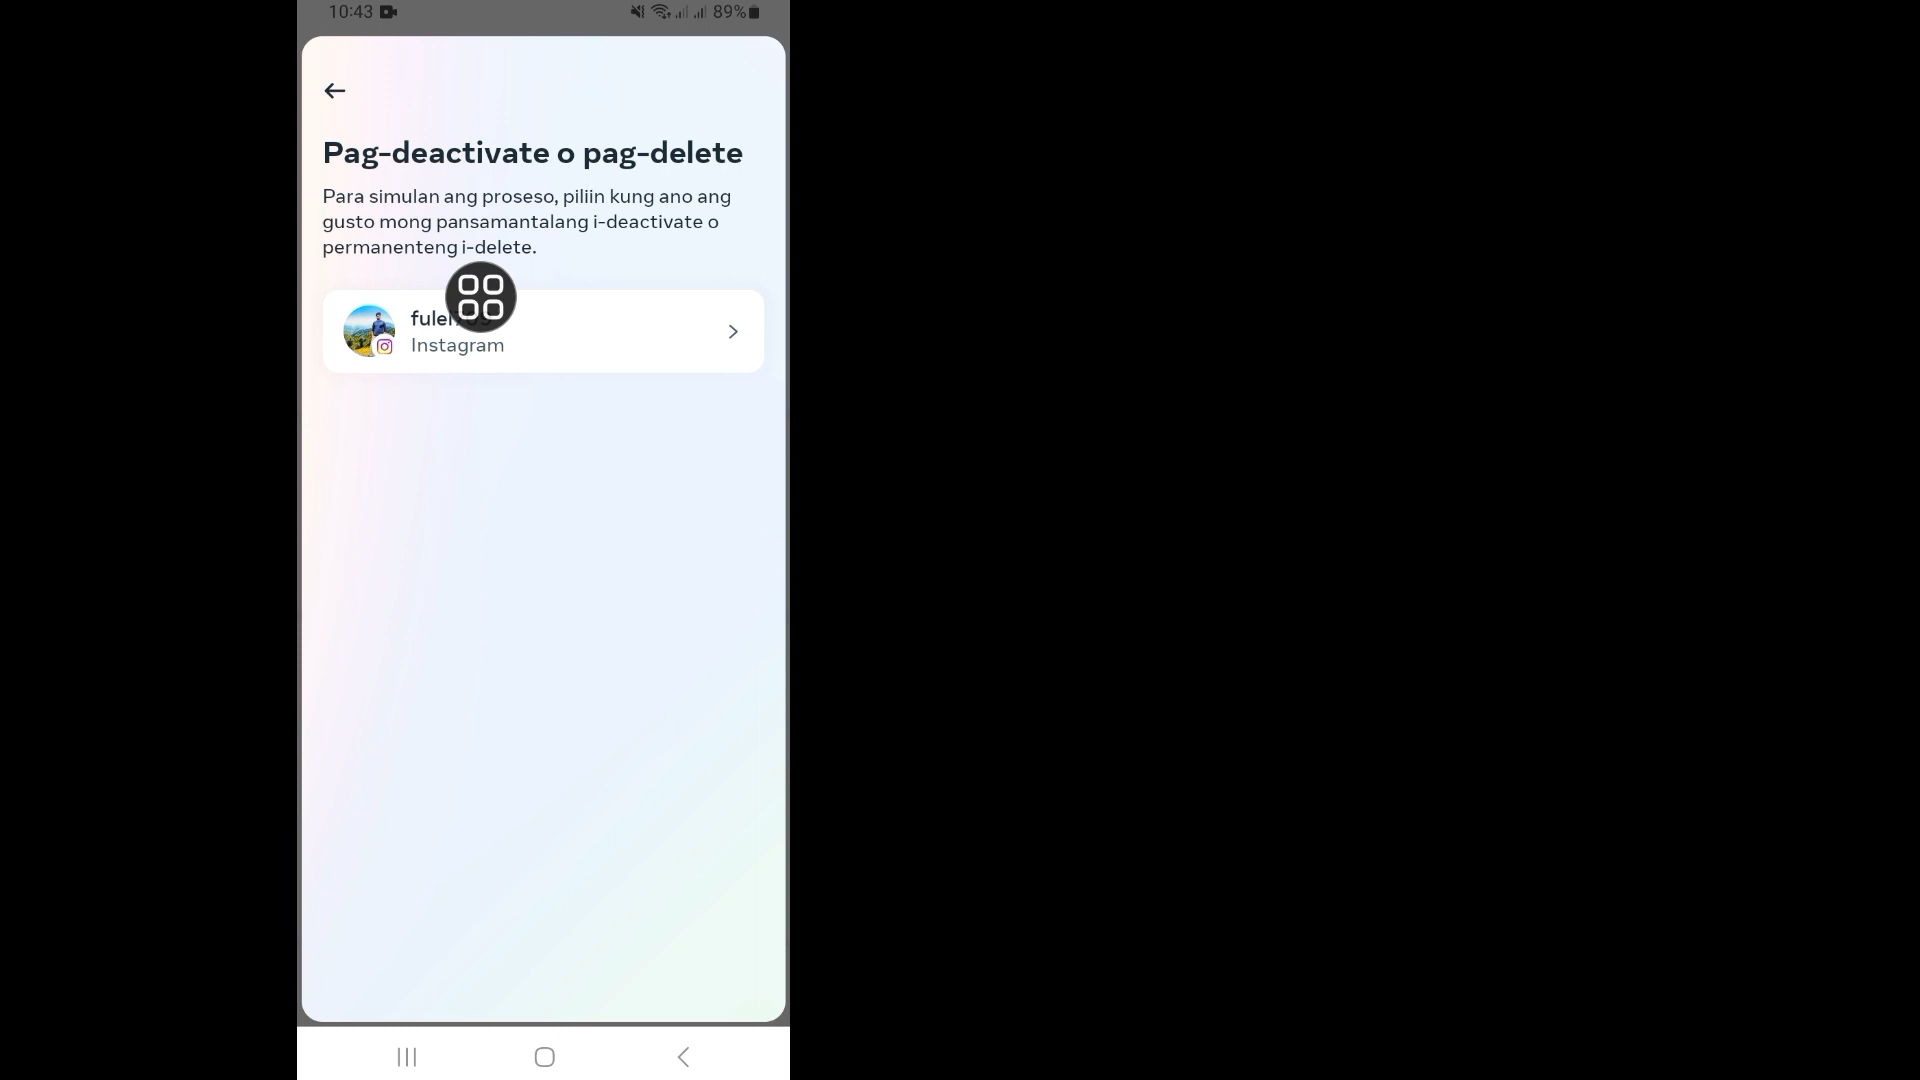 10:43 89%
Pag-deactivate o pag-delete
Para simulan ang proseso, piliin kung ano ang
gusto mong pansamantalang i-deactivate o
permanenteng i-delete.
Instagram